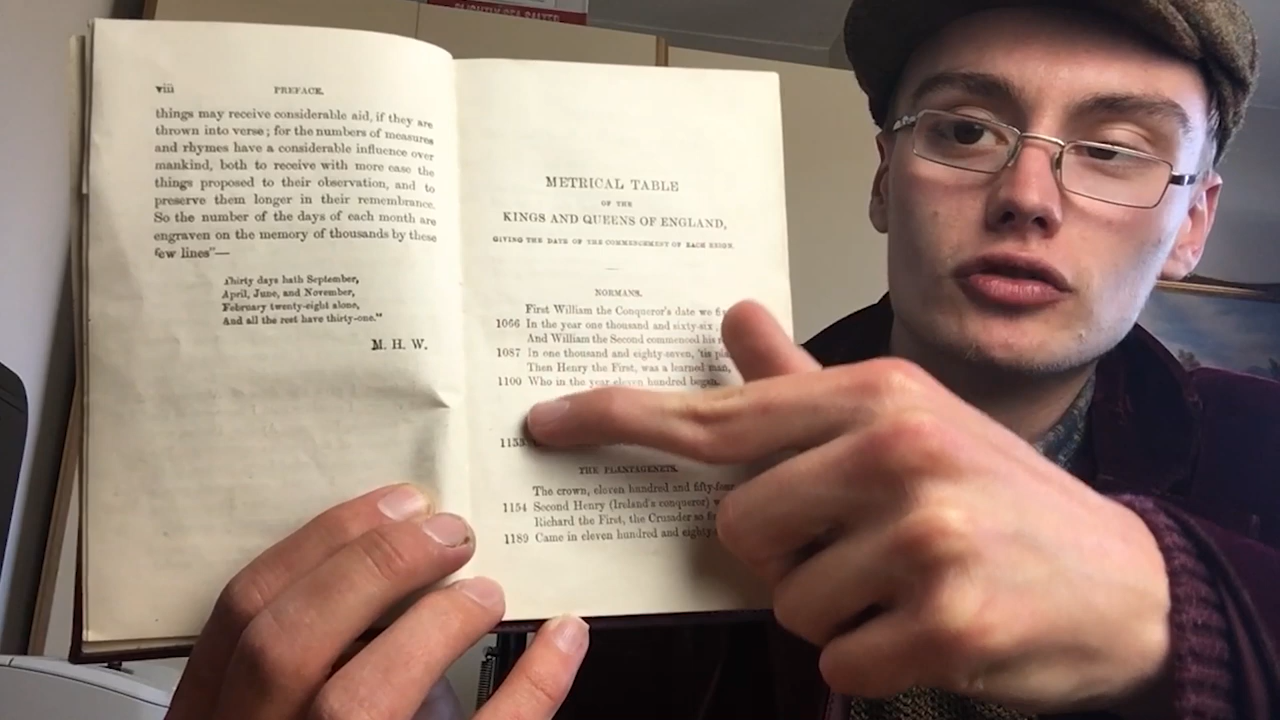 SLIGHTLY SEA SALTED
viii PREFACE.
things may receive considerable aid, if they are
thrown into verse; for the numbers of measures
and rhymes have a considerable influence over
mankind, both to receive with more ease the
things proposed to their observation, and to
preserve them longer in their remembrance.
So the number of the days of each month are
engraven on the memory of thousands by these
few lines"—
Thirty days hath September,
April, June, and November,
February twenty-eight alone,
And all the rest have thirty-one."
M. H. W.
METRICAL TABLE
OF THE
KINGS AND QUEENS OF ENGLAND,
GIVING THE DATE OF THE COMMENCEMENT OF EACH REIGN.
NORMANS.
First William the Conqueror's date we
1066 In the year one thousand and sixty-six
And William the Second commenced his
1087 In one thousand and eighty-seven, 'tis
Then Henry the First, was a learned man,
1100 Who in the year eleven hundred began.
THE PLANTAGENETS.
The crown, eleven hundred and fifty-four
1154 Second Henry (Ireland's conqueror)
Richard the First, the Crusader so
1189 Came in eleven hundred and